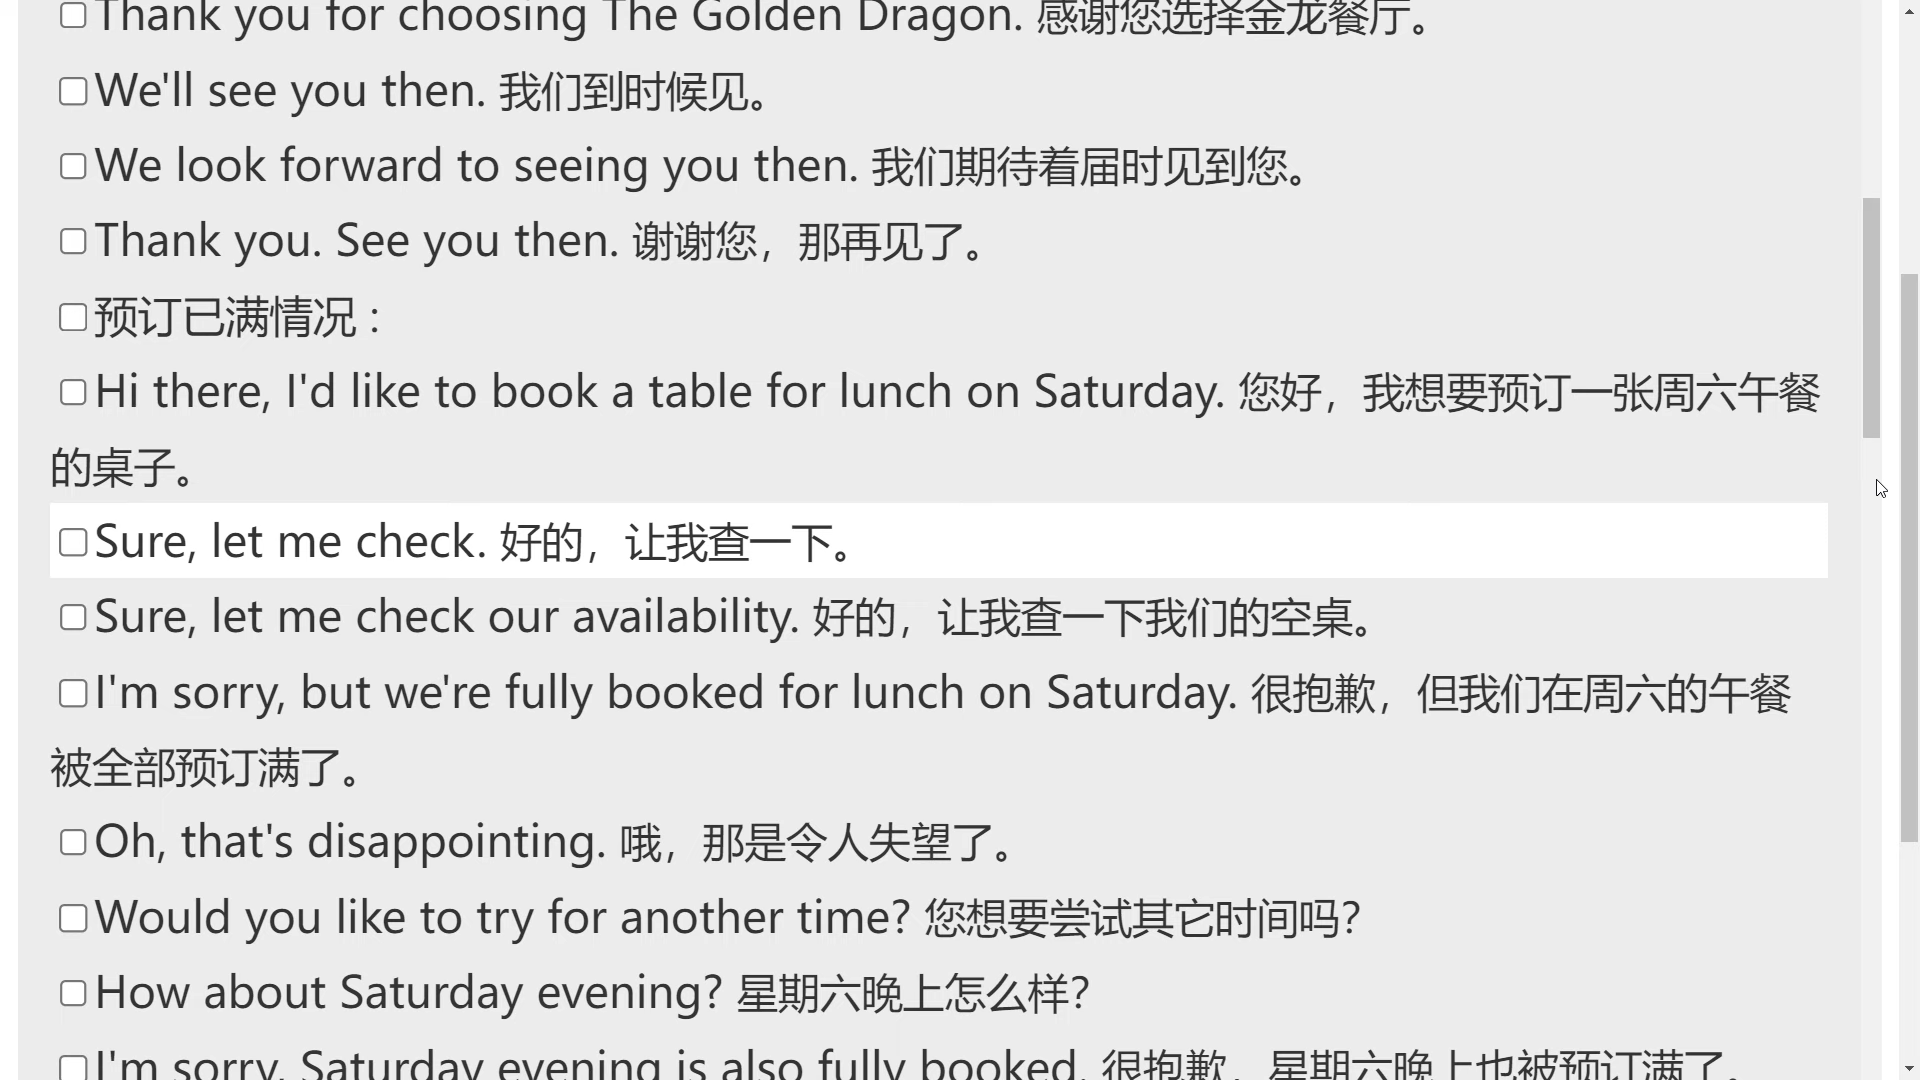 Thank you for choosing The Golden Dragon. 感谢您选择金龙餐厅。
We'll see you then. 我们到时候见。
We look forward to seeing you then. 我们期待着届时见到您。
Thank you. See you then. 谢谢您，那再见了。
预订已满情况：
Hi there, I'd like to book a table for lunch on Saturday. 您好，我想要预订一张周六午餐
的桌子。
Sure, let me check. 好的，让我查一下。
Sure, let me check our availability. 好的，让我查一下我们的空桌。
I'm sorry, but we're fully booked for lunch on Saturday. 很抱歉，但我们在周六的午餐
被全部预订满了。
Oh, that's disappointing. 哦，那是令人失望了。
Would you like to try for another time? 您想要尝试其它时间吗？
How about Saturday evening? 星期六晚上怎么样？
I'm sorry, Saturday evening is also fully booked. 很抱歉，星期六晚上也被预订满了。